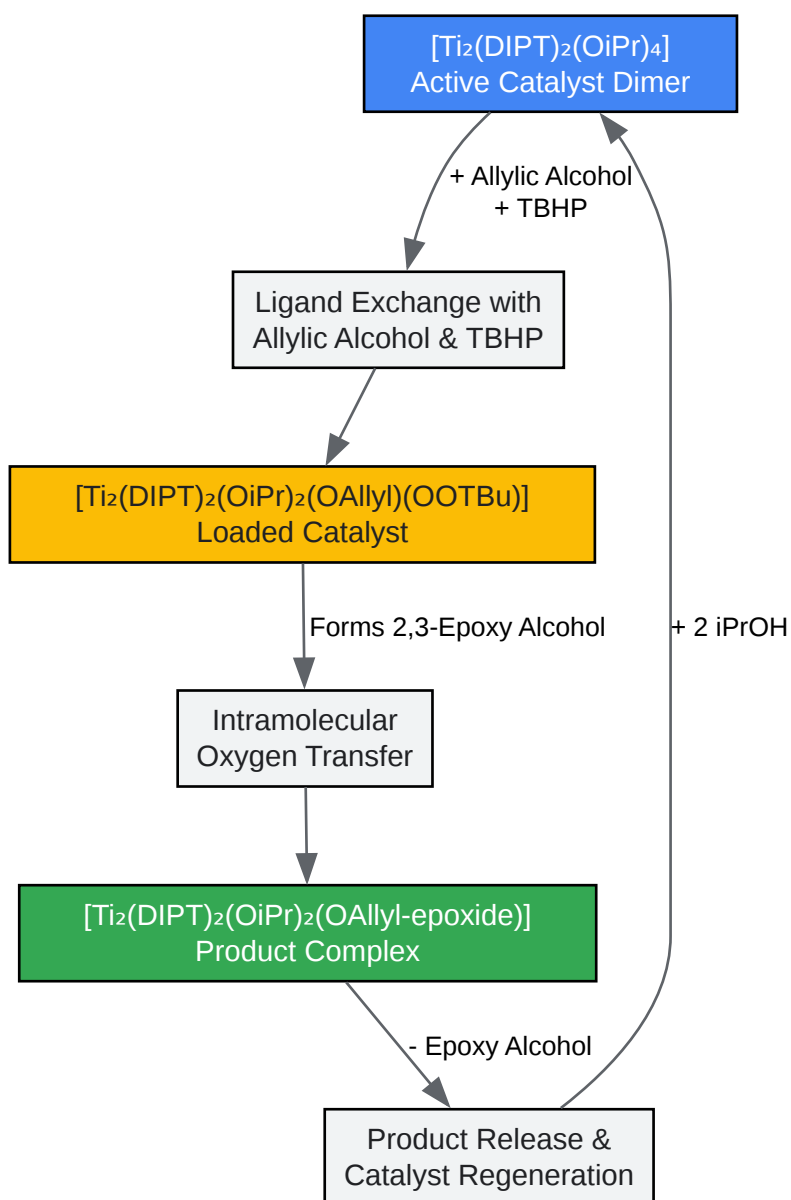 [Ti₂(DIPT)₂(OiPr)₄]
Active Catalyst Dimer
+ Allylic Alcohol
+ TBHP
Ligand Exchange with
Allylic Alcohol & TBHP
[Ti₂(DIPT)₂(OiPr)₂(OAllyl)(OOTBu)]
Loaded Catalyst
Forms 2,3-Epoxy Alcohol
+ 2 iPrOH
Intramolecular
Oxygen Transfer
[Ti₂(DIPT)₂(OiPr)₂(OAllyl-epoxide)]
Product Complex
- Epoxy Alcohol
Product Release &
Catalyst Regeneration